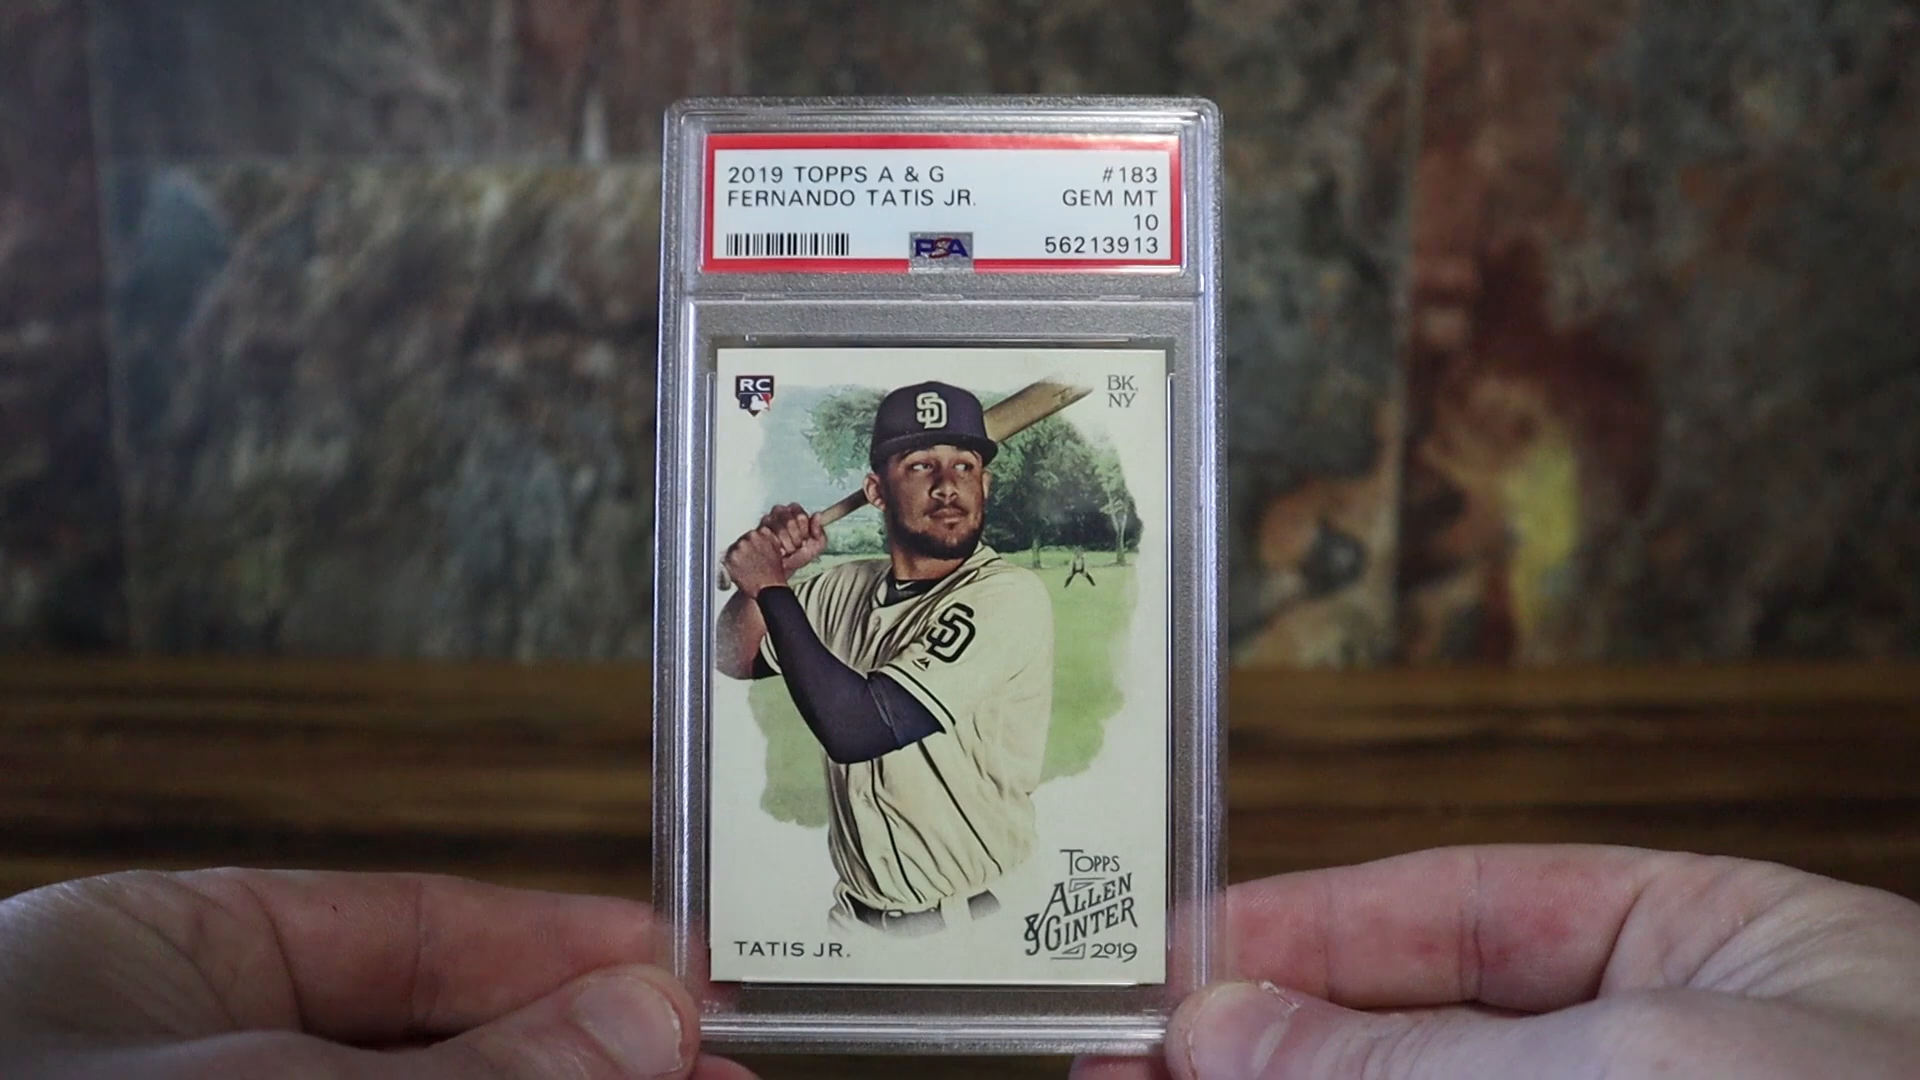 2019 TOPPS A & G #183
FERNANDO TATIS JR. GEM MT
10
PSA 56213913
RC
BK,
NY
SD
SD
TOPPS
ALLEN
& GINTER
2019
TATIS JR.